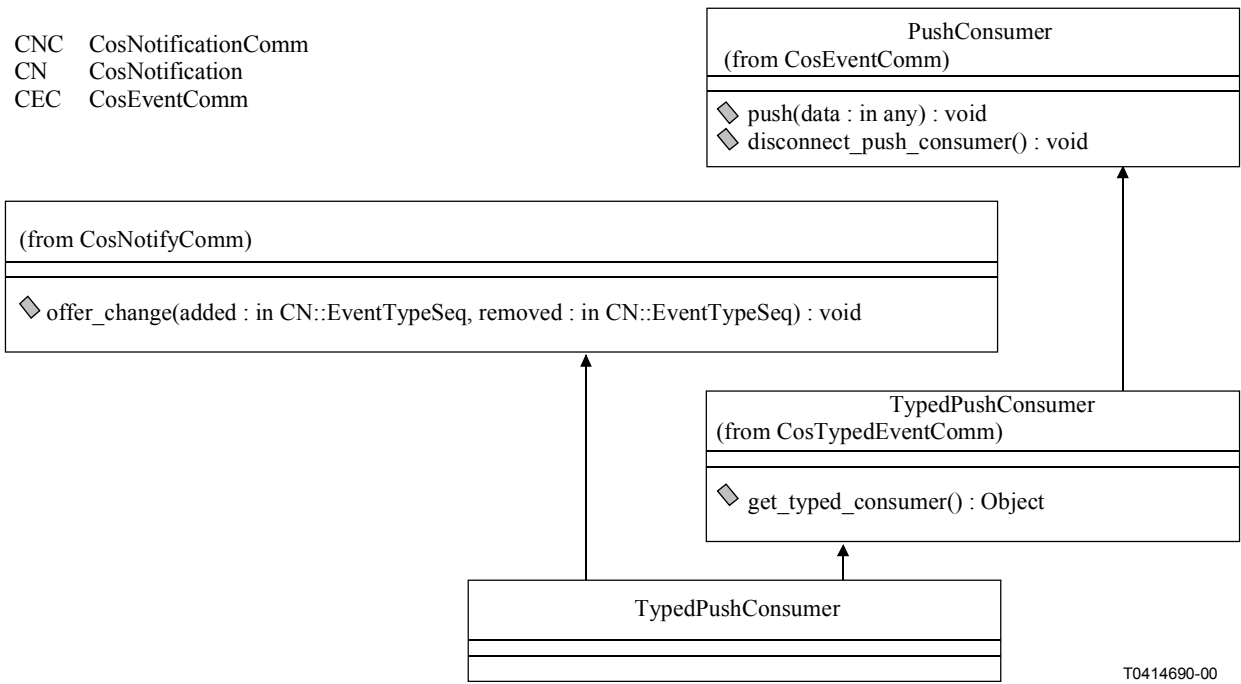 CNC CosNotificationComm
CN CosNotification
CEC CosEventComm
PushConsumer
(from CosEventComm)
push(data : in any) : void
disconnect_push_consumer() : void
(from CosNotifyComm)
offer_change(added : in CN::EventTypeSeq, removed : in CN::EventTypeSeq) : void
TypedPushConsumer
(from CosTypedEventComm)
get_typed_consumer() : Object
TypedPushConsumer
T0414690-00